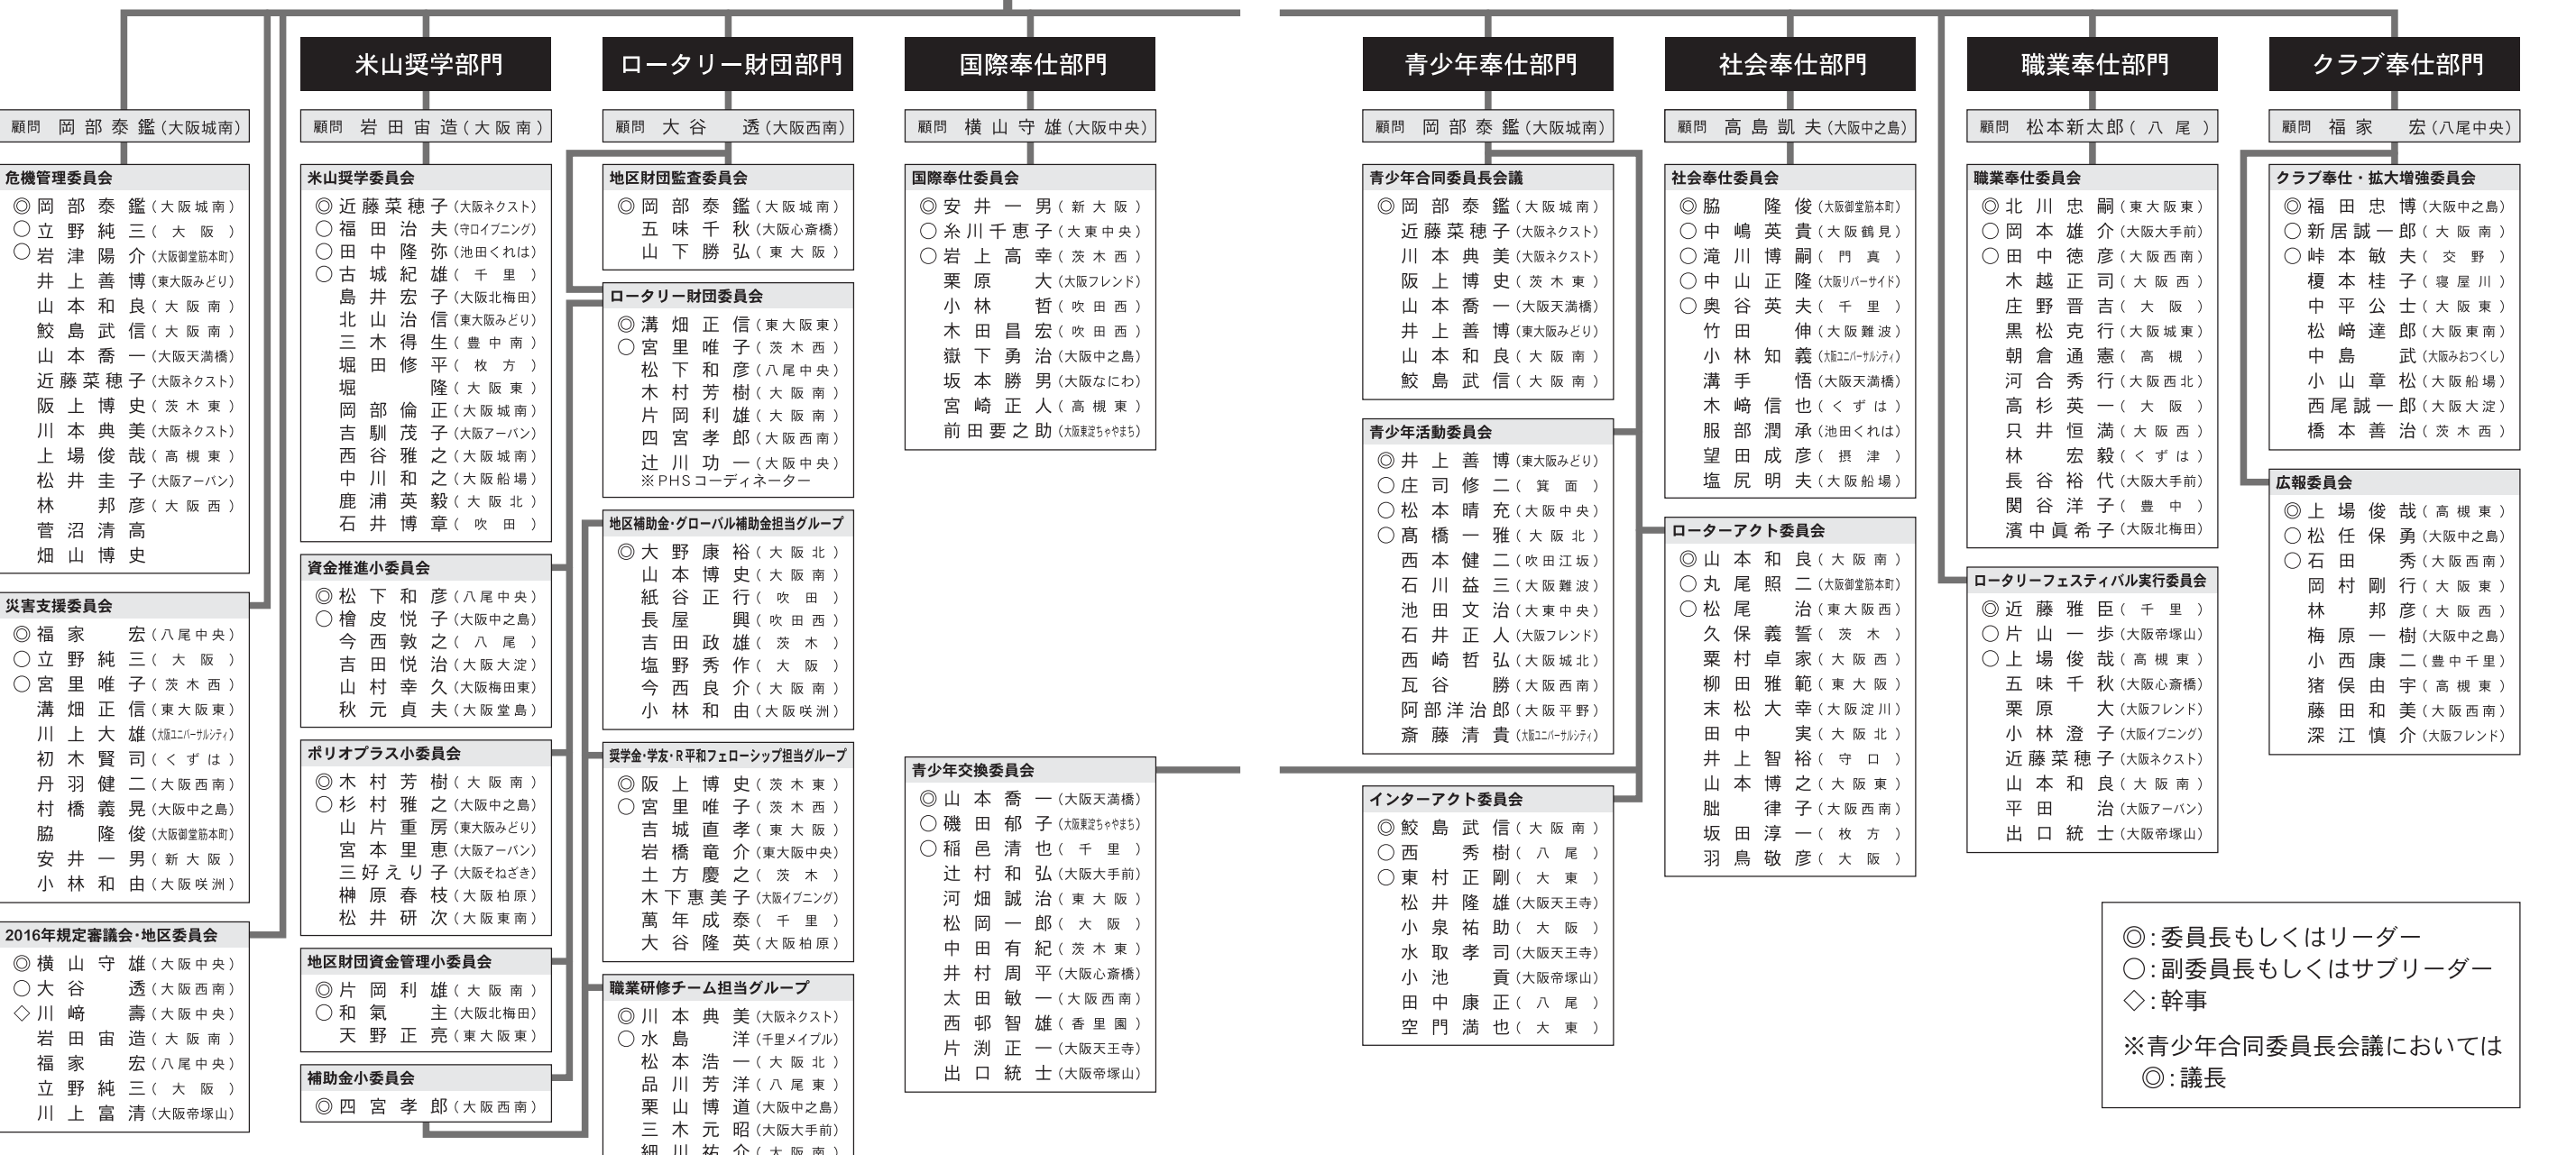 顧問 岡部泰鑑(大阪城南)
危機管理委員会
◎岡部泰鑑(大阪城南)
○立野純三(大阪)
○岩津陽介(大阪御堂筋本町)
井上善博(東大阪みどり)
山本和良(大阪南)
鮫島武信(大阪南)
山本喬一(大阪天満橋)
近藤菜穂子(大阪ネクスト)
阪上博史(茨木東)
川本典美(大阪ネクスト)
上場俊哉(高槻東)
松井圭子(大阪アーバン)
林邦彦(大阪西)
菅沼清高
畑山博史
災害支援委員会
◎福家宏(八尾中央)
○立野純三(大阪)
○宮里唯子(茨木西)
溝畑正信(東大阪東)
川上大雄(大阪ユニバーサルシティ)
初木賢司(くずは)
丹羽健二(大阪西南)
村橋義晃(大阪中之島)
脇隆俊(大阪御堂筋本町)
安井一男(新大阪)
小林和由(大阪咲洲)
2016年規定審議会・地区委員会
◎横山守雄(大阪中央)
○大谷透(大阪西南)
◇川﨑壽(大阪中央)
岩田宙造(大阪南)
福家宏(八尾中央)
立野純三(大阪)
川上富清(大阪帝塚山)
米山奨学部門
顧問 岩田宙造(大阪南)
米山奨学委員会
◎近藤菜穂子(大阪ネクスト)
○福田治夫(守口イブニング)
○田中隆弥(池田くれは)
○古城紀雄(千里)
島井宏子(大阪北梅田)
北山治信(東大阪みどり)
三木得生(豊中南)
堀田修平(枚方)
堀隆(大阪東)
岡部倫正(大阪城南)
吉馴茂子(大阪アーバン)
西谷雅之(大阪城南)
中川和之(大阪船場)
鹿浦英毅(大阪北)
石井博章(吹田)
資金推進小委員会
◎松下和彦(八尾中央)
○檜皮悦子(大阪中之島)
今西敦之(八尾)
吉田悦治(大阪大淀)
山村幸久(大阪梅田東)
秋元貞夫(大阪堂島)
ポリオプラス小委員会
◎木村芳樹(大阪南)
○杉村雅之(大阪中之島)
山片重房(東大阪みどり)
宮本里恵(大阪アーバン)
三好えり子(大阪そねざき)
榊原春枝(大阪柏原)
松井研次(大阪東南)
地区財団資金管理小委員会
◎片岡利雄(大阪南)
○和氣主(大阪北梅田)
天野正亮(東大阪東)
補助金小委員会
◎四宮孝郎(大阪西南)
ロータリー財団部門
顧問 大谷透(大阪西南)
地区財団監査委員会
◎岡部泰鑑(大阪城南)
五味千秋(大阪心斎橋)
山下勝弘(東大阪)
ロータリー財団委員会
◎溝畑正信(東大阪東)
○宮里唯子(茨木西)
松下和彦(八尾中央)
木村芳樹(大阪南)
片岡利雄(大阪南)
四宮孝郎(大阪西南)
辻川功一(大阪中央)
※PHSコーディネーター
地区補助金・グローバル補助金担当グループ
◎大野康裕(大阪北)
山本博史(大阪南)
紙谷正行(吹田)
長屋興(吹田西)
吉田政雄(茨木)
塩野秀作(大阪)
今西良介(大阪南)
小林和由(大阪咲洲)
奨学金・学友・R平和フェローシップ担当グループ
◎阪上博史(茨木東)
○宮里唯子(茨木西)
吉城直孝(東大阪)
岩橋竜介(東大阪中央)
土方慶之(茨木)
木下恵美子(大阪イブニング)
萬年成泰(千里)
大谷隆英(大阪柏原)
職業研修チーム担当グループ
◎川本典美(大阪ネクスト)
○水島洋(千里メイプル)
松本浩一(大阪北)
品川芳洋(八尾東)
栗山博道(大阪中之島)
三木元昭(大阪大手前)
細川祐介(大阪南)
国際奉仕部門
顧問 横山守雄(大阪中央)
国際奉仕委員会
◎安井一男(新大阪)
○糸川千恵子(大東中央)
○岩上高幸(茨木西)
栗原大(大阪フレンド)
小林哲(吹田西)
木田昌宏(吹田西)
嶽下勇治(大阪中之島)
坂本勝男(大阪なにわ)
宮崎正人(高槻東)
前田要之助(大阪東淀ちゃやまち)
青少年交換委員会
◎山本喬一(大阪天満橋)
○磯田郁子(大阪東淀ちゃやまち)
○稲邑清也(千里)
辻村和弘(大阪大手前)
河畑誠治(東大阪)
松岡一郎(大阪)
中田有紀(茨木東)
井村周平(大阪心斎橋)
太田敏一(大阪西南)
西邨智雄(香里園)
片渕正一(大阪天王寺)
出口統士(大阪帝塚山)
青少年奉仕部門
顧問 岡部泰鑑(大阪城南)
青少年合同委員長会議
◎岡部泰鑑(大阪城南)
近藤菜穂子(大阪ネクスト)
川本典美(大阪ネクスト)
阪上博史(茨木東)
山本喬一(大阪天満橋)
井上善博(東大阪みどり)
山本和良(大阪南)
鮫島武信(大阪南)
青少年活動委員会
◎井上善博(東大阪みどり)
○庄司修二(箕面)
○松本晴充(大阪中央)
○髙橋一雅(大阪北)
西本健二(吹田江坂)
石川益三(大阪難波)
池田文治(大東中央)
石井正人(大阪フレンド)
西崎哲弘(大阪城北)
瓦谷勝(大阪西南)
阿部洋治郎(大阪平野)
斎藤清貴(大阪ユニバーサルシティ)
インターアクト委員会
◎鮫島武信(大阪南)
○西秀樹(八尾)
○東村正剛(大東)
松井隆雄(大阪天王寺)
小泉祐助(大阪)
水取孝司(大阪天王寺)
小池貢(大阪帝塚山)
田中康正(八尾)
空門満也(大東)
社会奉仕部門
顧問 高島凱夫(大阪中之島)
社会奉仕委員会
◎脇隆俊(大阪御堂筋本町)
○中嶋英貴(大阪鶴見)
○滝川博嗣(門真)
○中山正隆(大阪リバーサイド)
○奥谷英夫(千里)
竹田伸(大阪難波)
小林知義(大阪ユニバーサルシティ)
溝手悟(大阪天満橋)
木﨑信也(くずは)
服部潤承(池田くれは)
望田成彦(摂津)
塩尻明夫(大阪船場)
ローターアクト委員会
◎山本和良(大阪南)
○丸尾照二(大阪御堂筋本町)
○松尾治(東大阪西)
久保義誓(茨木)
粟村卓家(大阪西)
柳田雅範(東大阪)
末松大幸(大阪淀川)
田中実(大阪北)
井上智裕(守口)
山本博之(大阪東)
朏律子(大阪西南)
坂田淳一(枚方)
羽鳥敬彦(大阪)
職業奉仕部門
顧問 松本新太郎(八尾)
職業奉仕委員会
◎北川忠嗣(東大阪東)
○岡本雄介(大阪大手前)
○田中徳彦(大阪西南)
木越正司(大阪西)
庄野晋吉(大阪)
黒松克行(大阪城東)
朝倉通憲(高槻)
河合秀行(大阪西北)
高杉英一(大阪)
只井恒満(大阪西)
林宏毅(くずは)
長谷裕代(大阪大手前)
関谷洋子(豊中)
濱中眞希子(大阪北梅田)
ロータリーフェスティバル実行委員会
◎近藤雅臣(千里)
○片山一歩(大阪帝塚山)
○上場俊哉(高槻東)
五味千秋(大阪心斎橋)
栗原大(大阪フレンド)
小林澄子(大阪イブニング)
近藤菜穂子(大阪ネクスト)
山本和良(大阪南)
平田治(大阪アーバン)
出口統士(大阪帝塚山)
クラブ奉仕部門
顧問 福家宏(八尾中央)
クラブ奉仕・拡大増強委員会
◎福田忠博(大阪中之島)
○新居誠一郎(大阪南)
○峠本敏夫(交野)
榎本桂子(寝屋川)
中平公士(大阪東)
松﨑達郎(大阪東南)
中島武(大阪みおつくし)
小山章松(大阪船場)
西尾誠一郎(大阪大淀)
橋本善治(茨木西)
広報委員会
◎上場俊哉(高槻東)
○松任保勇(大阪中之島)
○石田秀(大阪西南)
岡村剛行(大阪東)
林邦彦(大阪西)
梅原一樹(大阪中之島)
小西康二(豊中千里)
猪俣由宇(高槻東)
藤田和美(大阪西南)
深江慎介(大阪フレンド)
◎：委員長もしくはリーダー
○：副委員長もしくはサブリーダー
◇：幹事
※青少年合同委員長会議においては
◎：議長